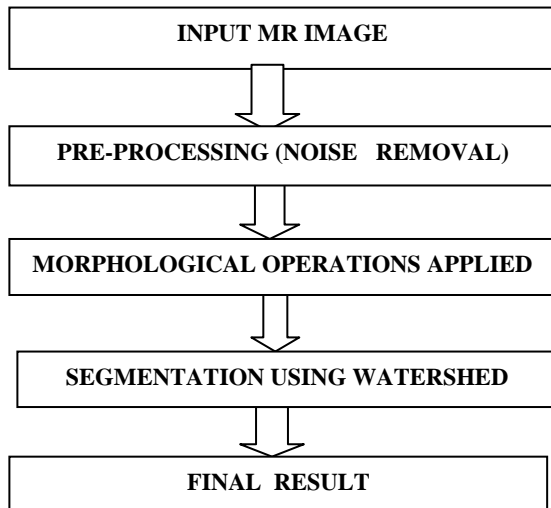 INPUT MR IMAGE
PRE-PROCESSING (NOISE REMOVAL)
MORPHOLOGICAL OPERATIONS APPLIED
SEGMENTATION USING WATERSHED
FINAL RESULT